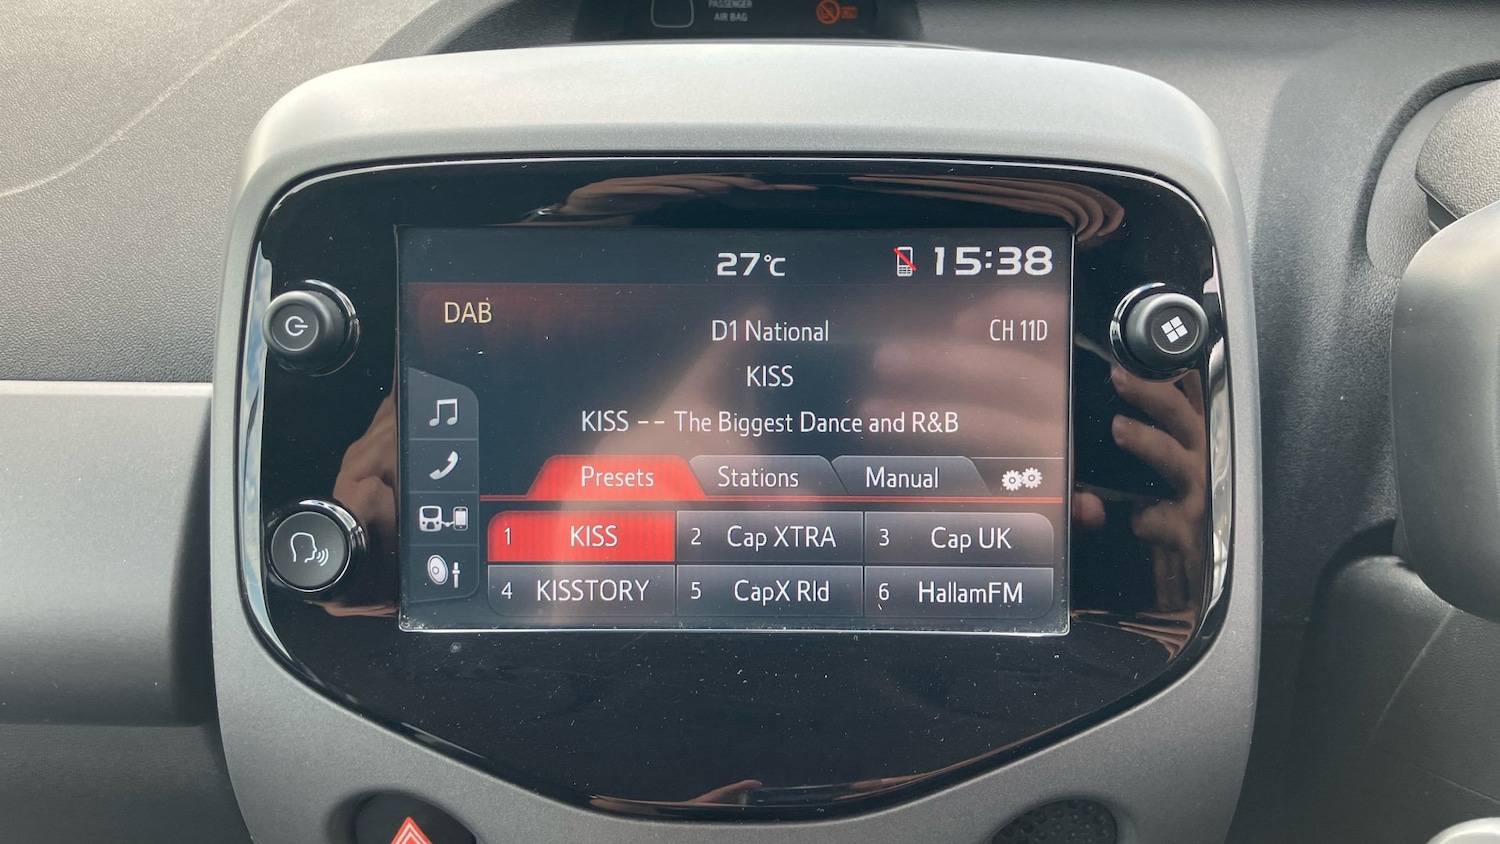 PASSENGER
AIR BAG
27°C 15:38
DAB
D1 National CH 11D
KISS
KISS -- The Biggest Dance and R&B
Presets Stations Manual
1 KISS 2 Cap XTRA 3 Cap UK
4 KISSTORY 5 CapX Rld 6 HallamFM